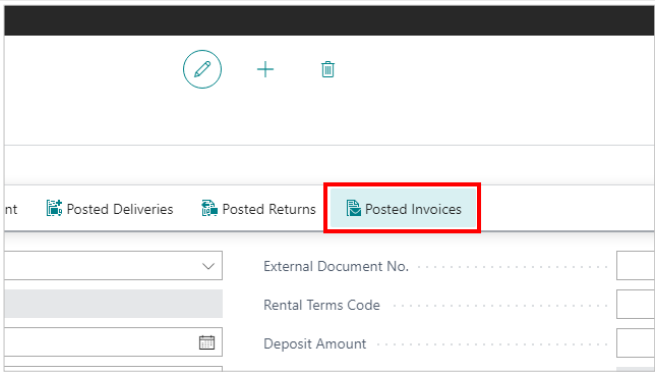 nt Posted Deliveries Posted Returns Posted Invoices
External Document No.
Rental Terms Code
Deposit Amount